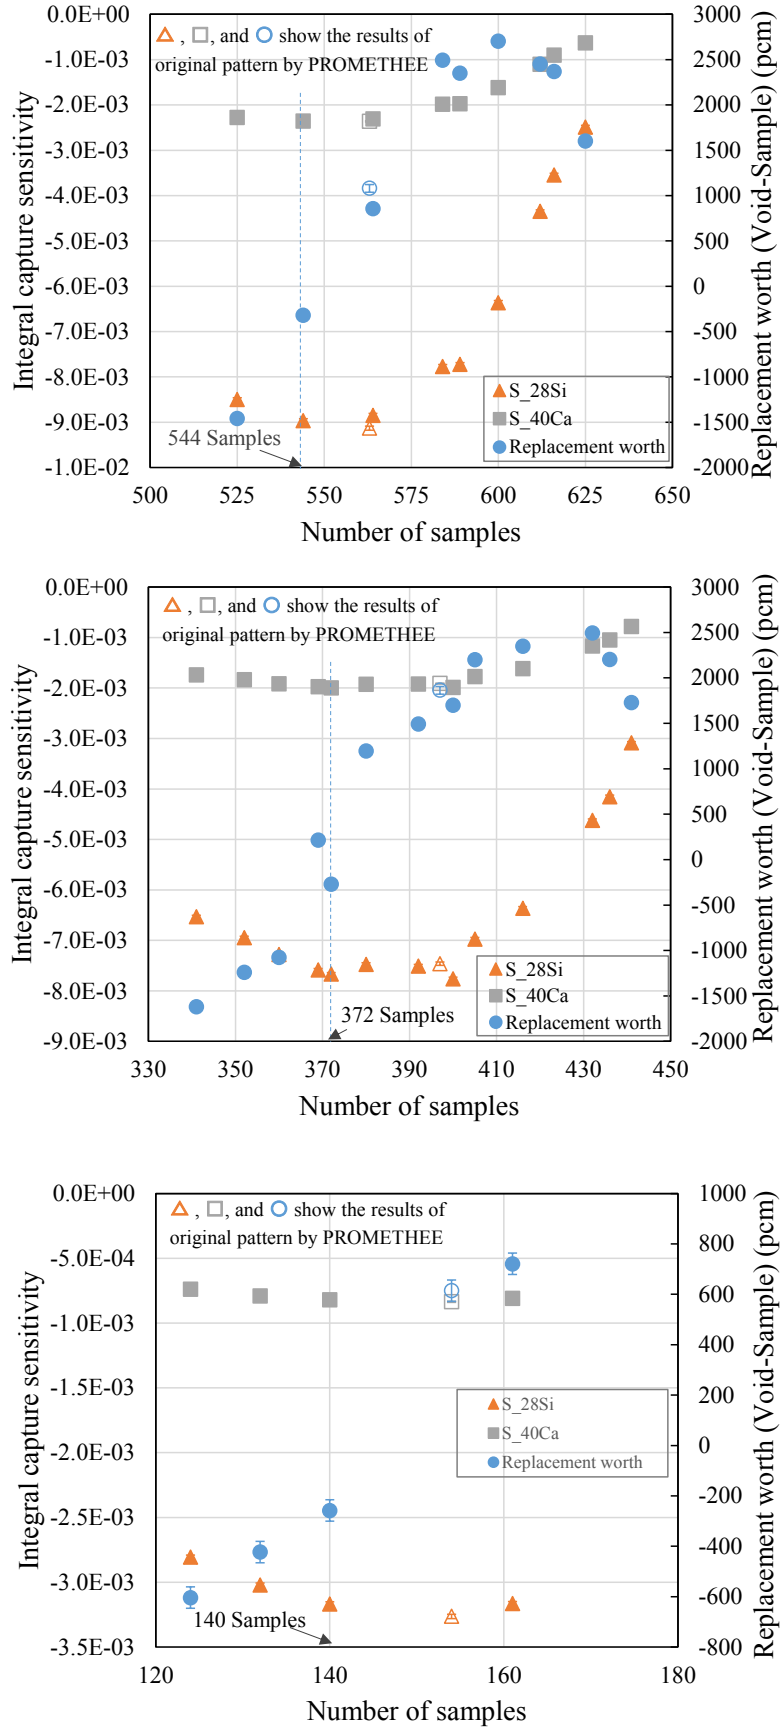 0.0E+00
-1.0E-03
-2.0E-03
-3.0E-03
-4.0E-03
-5.0E-03
-6.0E-03
-7.0E-03
-8.0E-03
-9.0E-03
-1.0E-02
Integral capture sensitivity
, , and show the results of
original pattern by PROMETHEE
3000
2500
2000
1500
1000
500
0
-500
-1000
-1500
-2000
Replacement worth (Void-Sample) (pcm)
S_28Si
S_40Ca
Replacement worth
544 Samples
500 525 550 575 600 625 650
Number of samples
0.0E+00
-1.0E-03
-2.0E-03
-3.0E-03
-4.0E-03
-5.0E-03
-6.0E-03
-7.0E-03
-8.0E-03
-9.0E-03
Integral capture sensitivity
, , and show the results of
original pattern by PROMETHEE
3000
2500
2000
1500
1000
500
0
-500
-1000
-1500
-2000
Replacement worth (Void-Sample) (pcm)
S_28Si
S_40Ca
Replacement worth
372 Samples
330 350 370 390 410 430 450
Number of samples
0.0E+00
-5.0E-04
-1.0E-03
-1.5E-03
-2.0E-03
-2.5E-03
-3.0E-03
-3.5E-03
Integral capture sensitivity
, , and show the results of
original pattern by PROMETHEE
1000
800
600
400
200
0
-200
-400
-600
-800
Replacement worth (Void-Sample) (pcm)
S_28Si
S_40Ca
Replacement worth
140 Samples
120 140 160 180
Number of samples